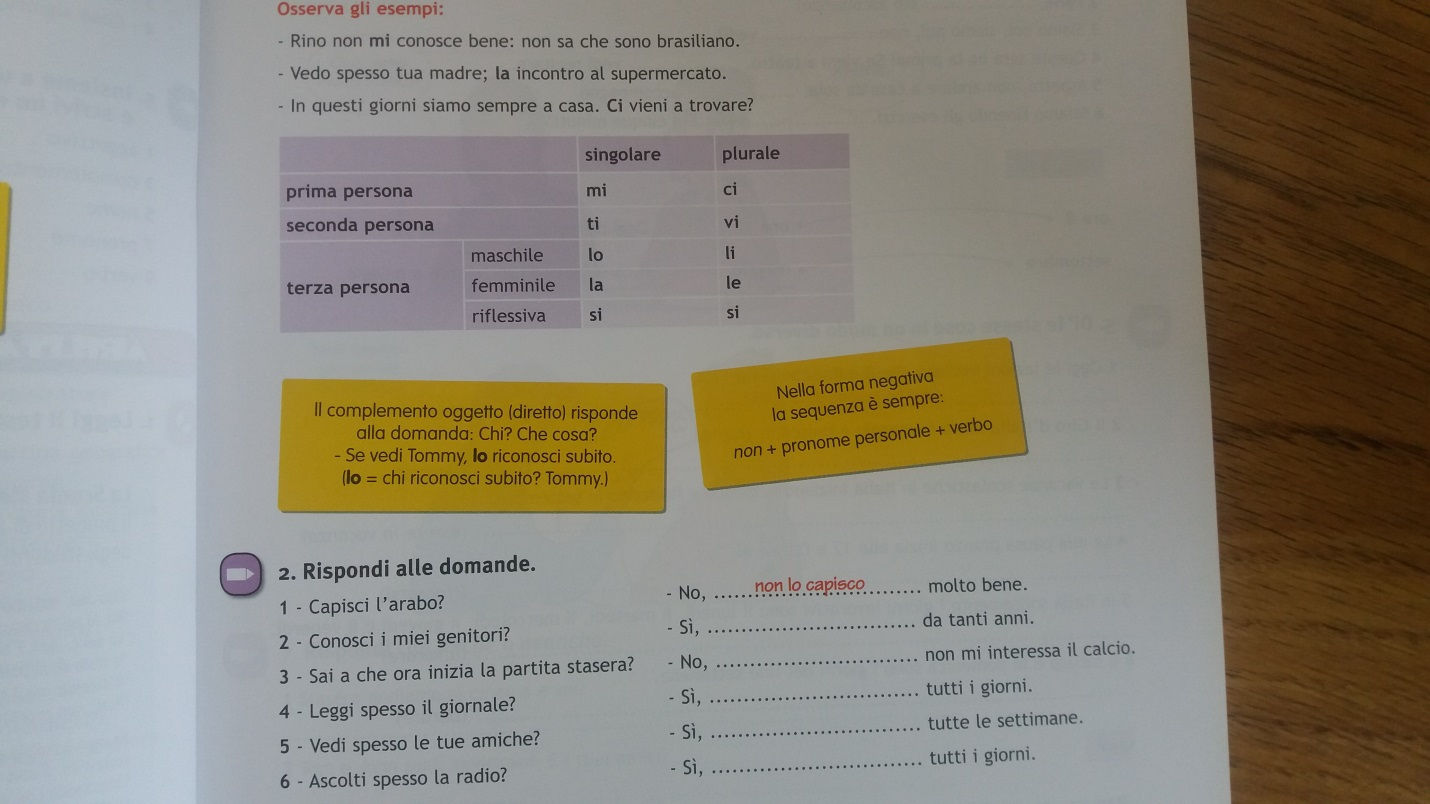 Osserva gli esempi:
- Rino non mi conosce bene: non sa che sono brasiliano.
- Vedo spesso tua madre; la incontro al supermercato.
- In questi giorni siamo sempre a casa. Ci vieni a trovare?
singolare plurale
prima persona mi ci
seconda persona ti vi
maschile lo li
terza persona femminile la le
riflessiva si si
Il complemento oggetto (diretto) risponde
alla domanda: Chi? Che cosa?
- Se vedi Tommy, lo riconosci subito.
(lo = chi riconosci subito? Tommy.)
Nella forma negativa
la sequenza è sempre:
non + pronome personale + verbo
2. Rispondi alle domande.
1 - Capisci l'arabo? - No, non lo capisco molto bene.
2 - Conosci i miei genitori? - Sì, ........................ da tanti anni.
3 - Sai a che ora inizia la partita stasera? - No, ........................ non mi interessa il calcio.
4 - Leggi spesso il giornale? - Sì, ........................ tutti i giorni.
5 - Vedi spesso le tue amiche? - Sì, ........................ tutte le settimane.
6 - Ascolti spesso la radio? - Sì, ........................ tutti i giorni.